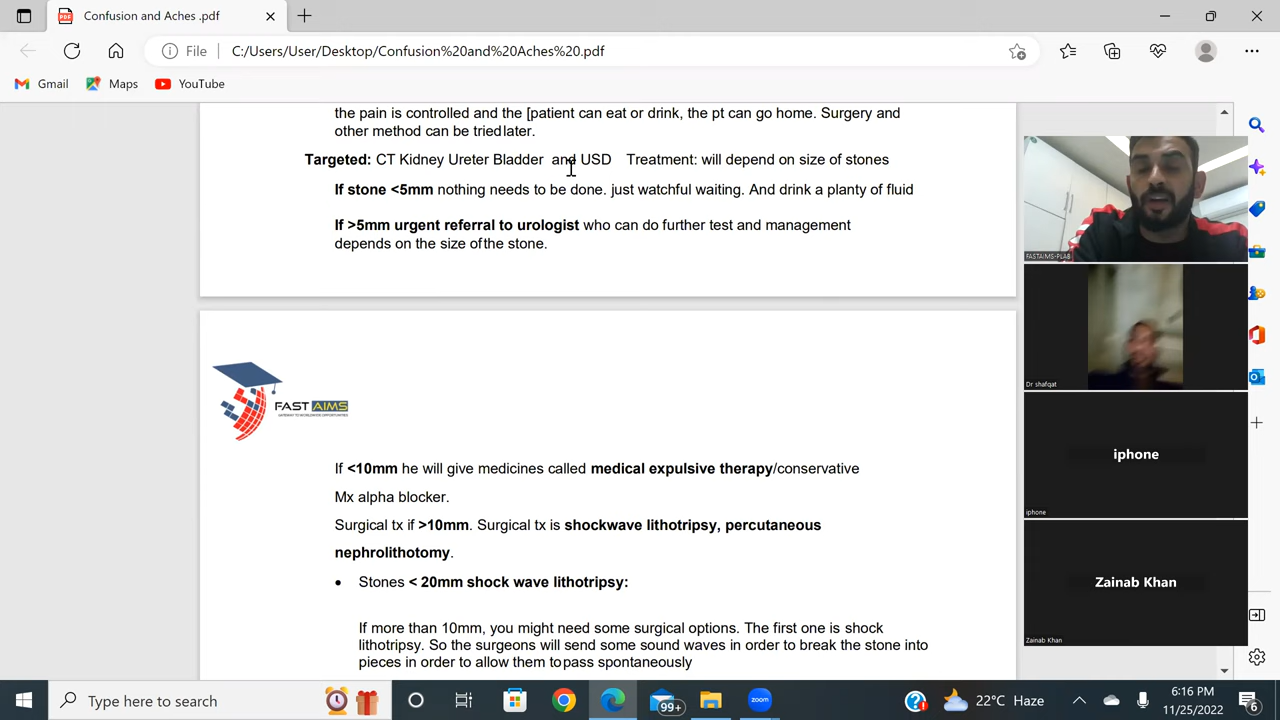 Confusion and Aches .pdf
File C:/Users/User/Desktop/Confusion%20and%20Aches%20.pdf
Gmail Maps YouTube
the pain is controlled and the [patient can eat or drink, the pt can go home. Surgery and
other method can be triedlater.
Targeted: CT Kidney Ureter Bladder and USD Treatment: will depend on size of stones
If stone <5mm nothing needs to be done. just watchful waiting. And drink a planty of fluid
If >5mm urgent referral to urologist who can do further test and management
depends on the size ofthe stone.
FAST AIMS
GATEWAY TO WORLDWIDE OPPORTUNITIES
If <10mm he will give medicines called medical expulsive therapy/conservative
Mx alpha blocker.
Surgical tx if >10mm. Surgical tx is shockwave lithotripsy, percutaneous
nephrolithotomy.
• Stones < 20mm shock wave lithotripsy:
If more than 10mm, you might need some surgical options. The first one is shock
lithotripsy. So the surgeons will send some sound waves in order to break the stone into
pieces in order to allow them topass spontaneously
FASTAIMS-PLAB
Dr shafqat
iphone
iphone
Zainab Khan
Zainab Khan
Type here to search
99+
zoom
22°C Haze
6:16 PM
11/25/2022
6